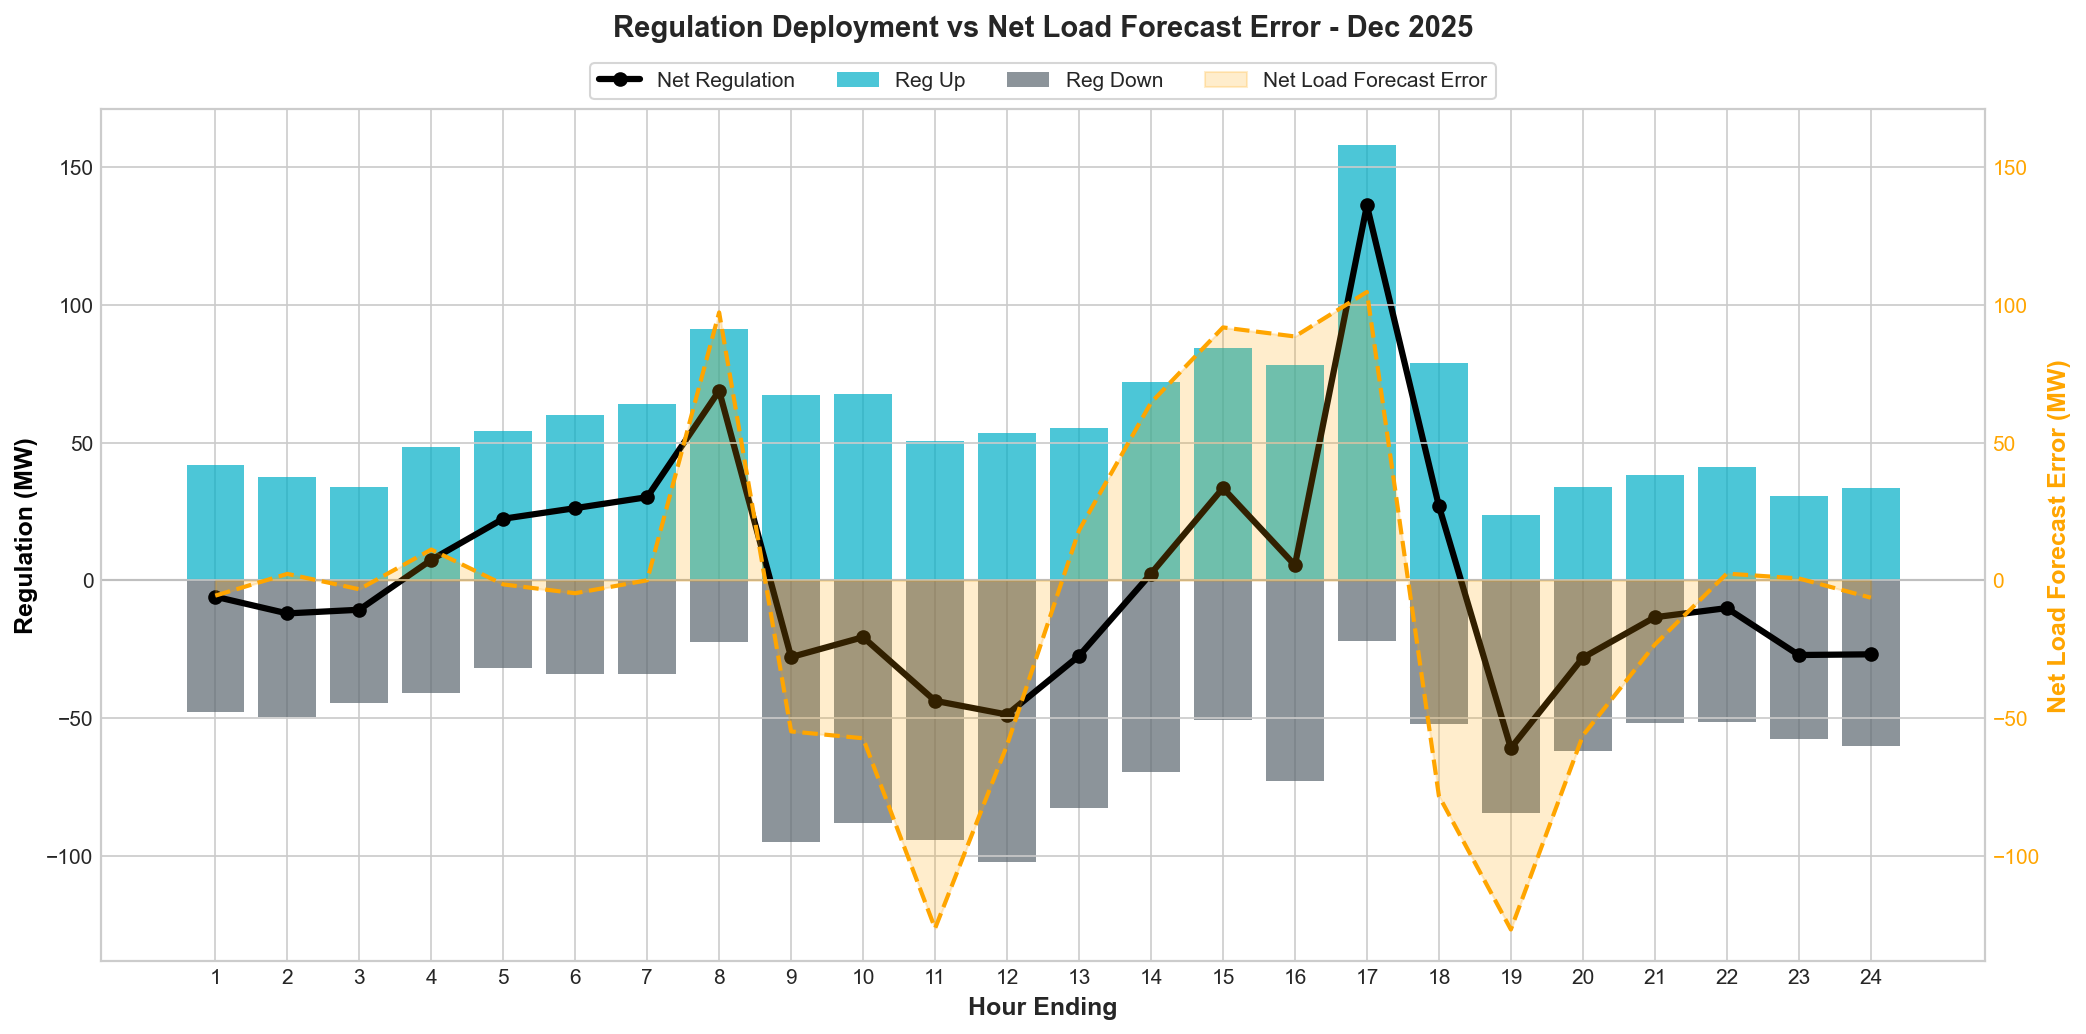 Regulation Deployment vs Net Load Forecast Error - Dec 2025
Net Regulation Reg Up Reg Down Net Load Forecast Error
150
100
50
0
−50
−100
Regulation (MW)
150
100
50
0
−50
−100
Net Load Forecast Error (MW)
1 2 3 4 5 6 7 8 9 10 11 12 13 14 15 16 17 18 19 20 21 22 23 24
Hour Ending